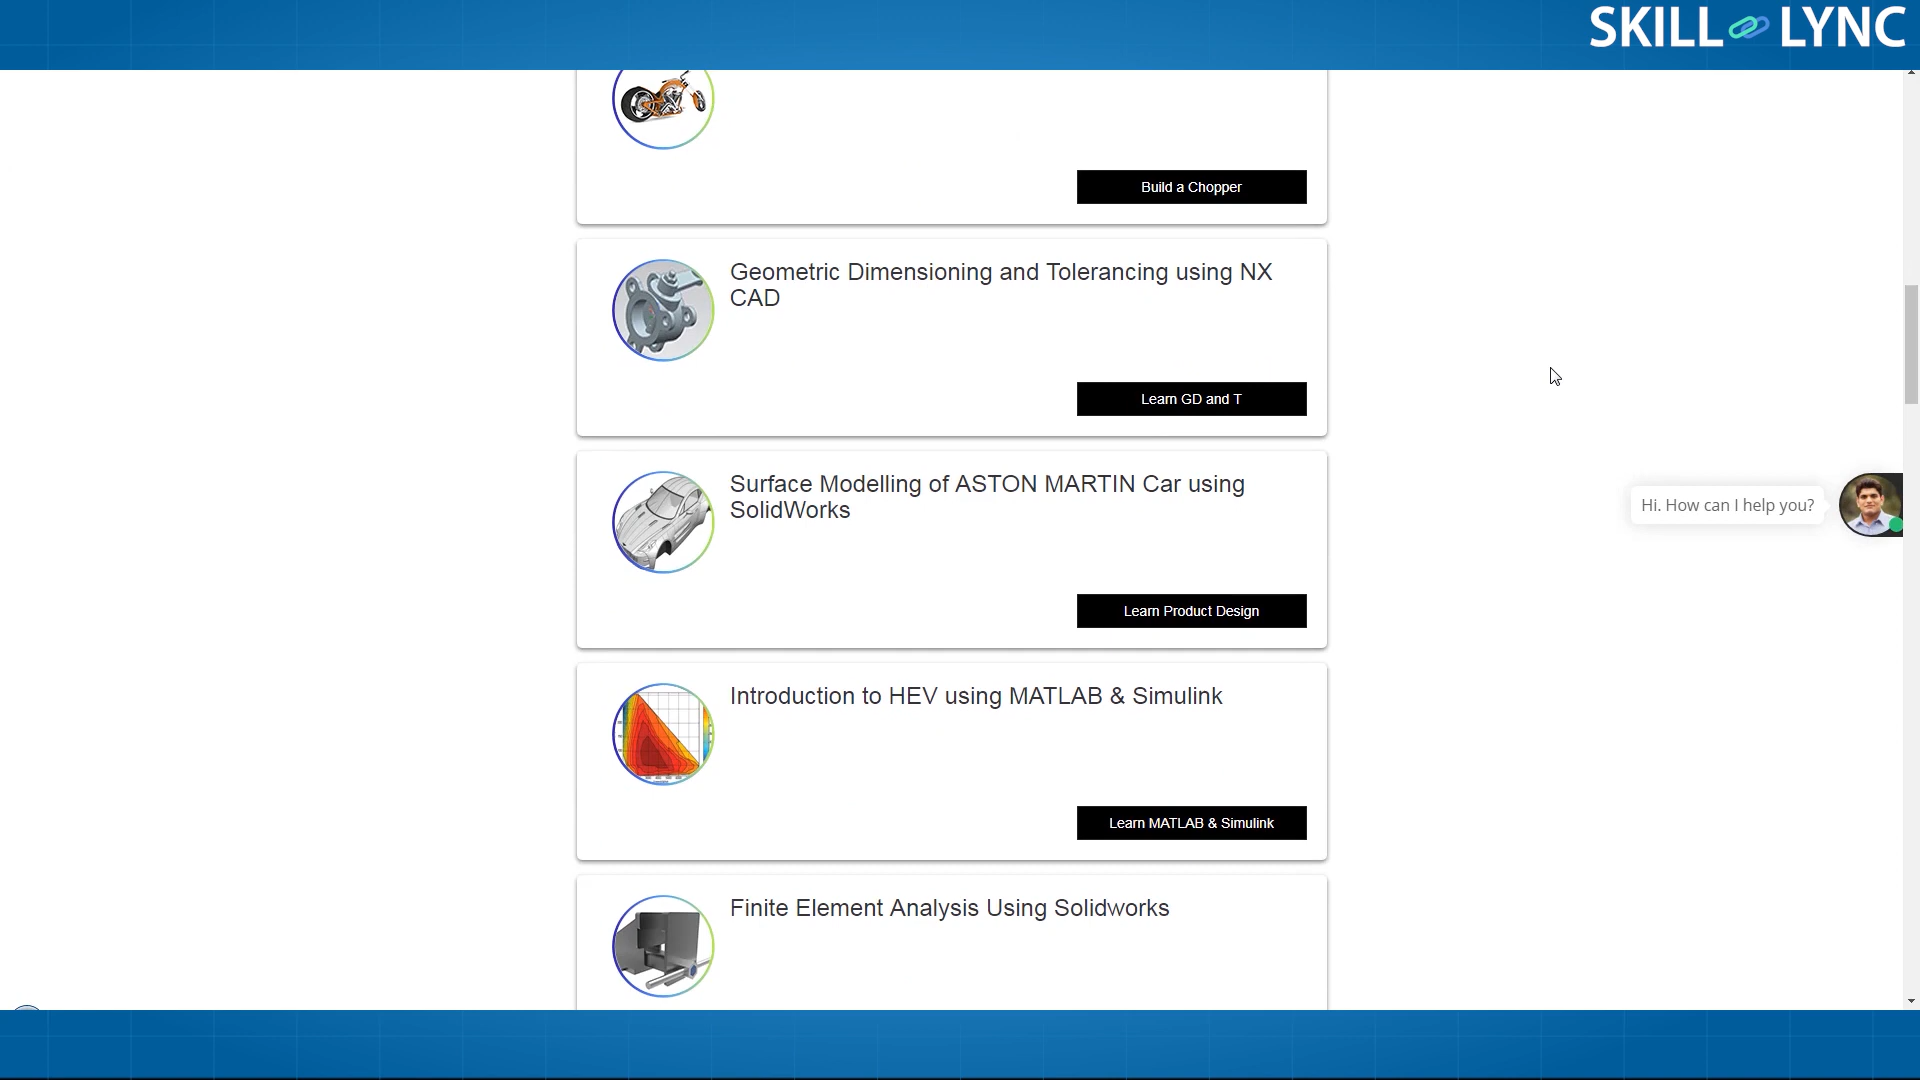 SKILL LYNC
Build a Chopper
Geometric Dimensioning and Tolerancing using NX
CAD
Learn GD and T
Surface Modelling of ASTON MARTIN Car using
SolidWorks
Learn Product Design
Hi. How can I help you?
Introduction to HEV using MATLAB & Simulink
Learn MATLAB & Simulink
Finite Element Analysis Using Solidworks